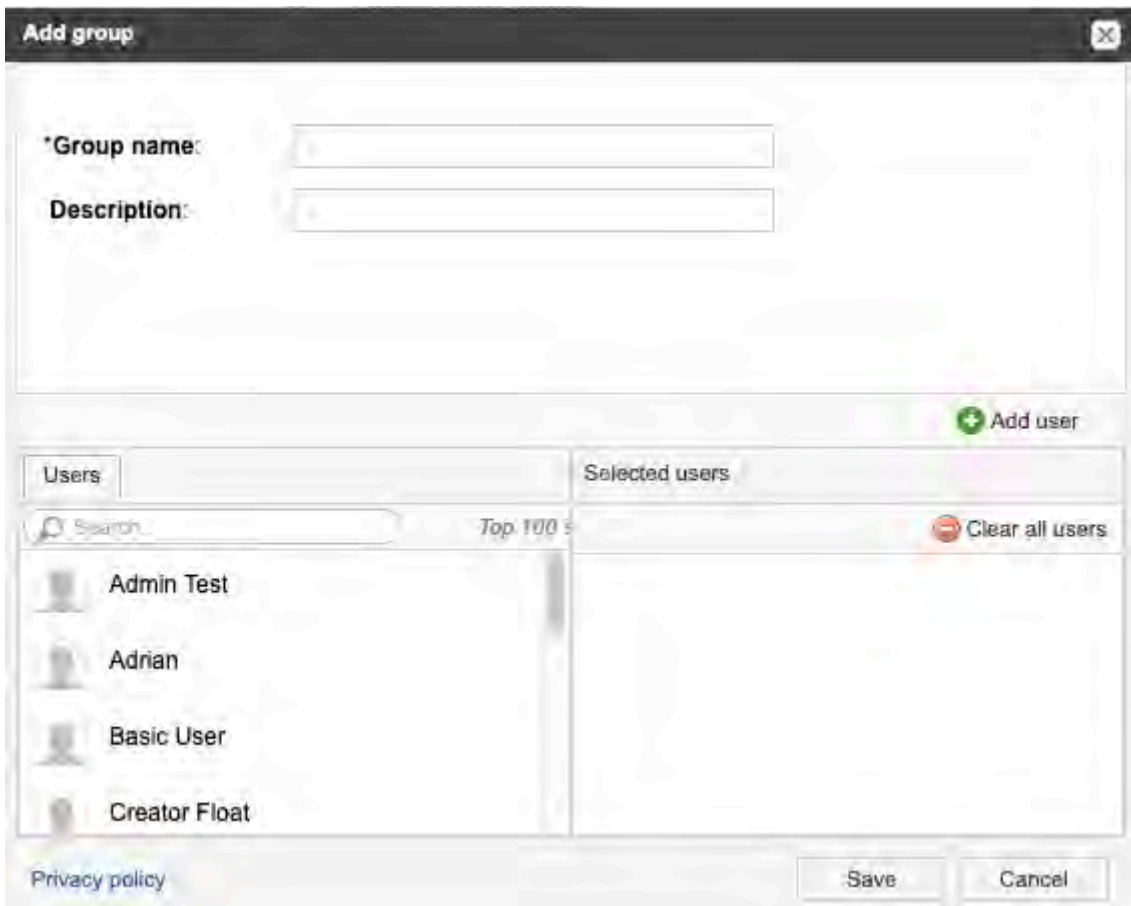 Add group
*Group name:
Description:
Add user
Users
Selected users
Search...
Top 100
Clear all users
Admin Test
Adrian
Basic User
Creator Float
Privacy policy
Save
Cancel